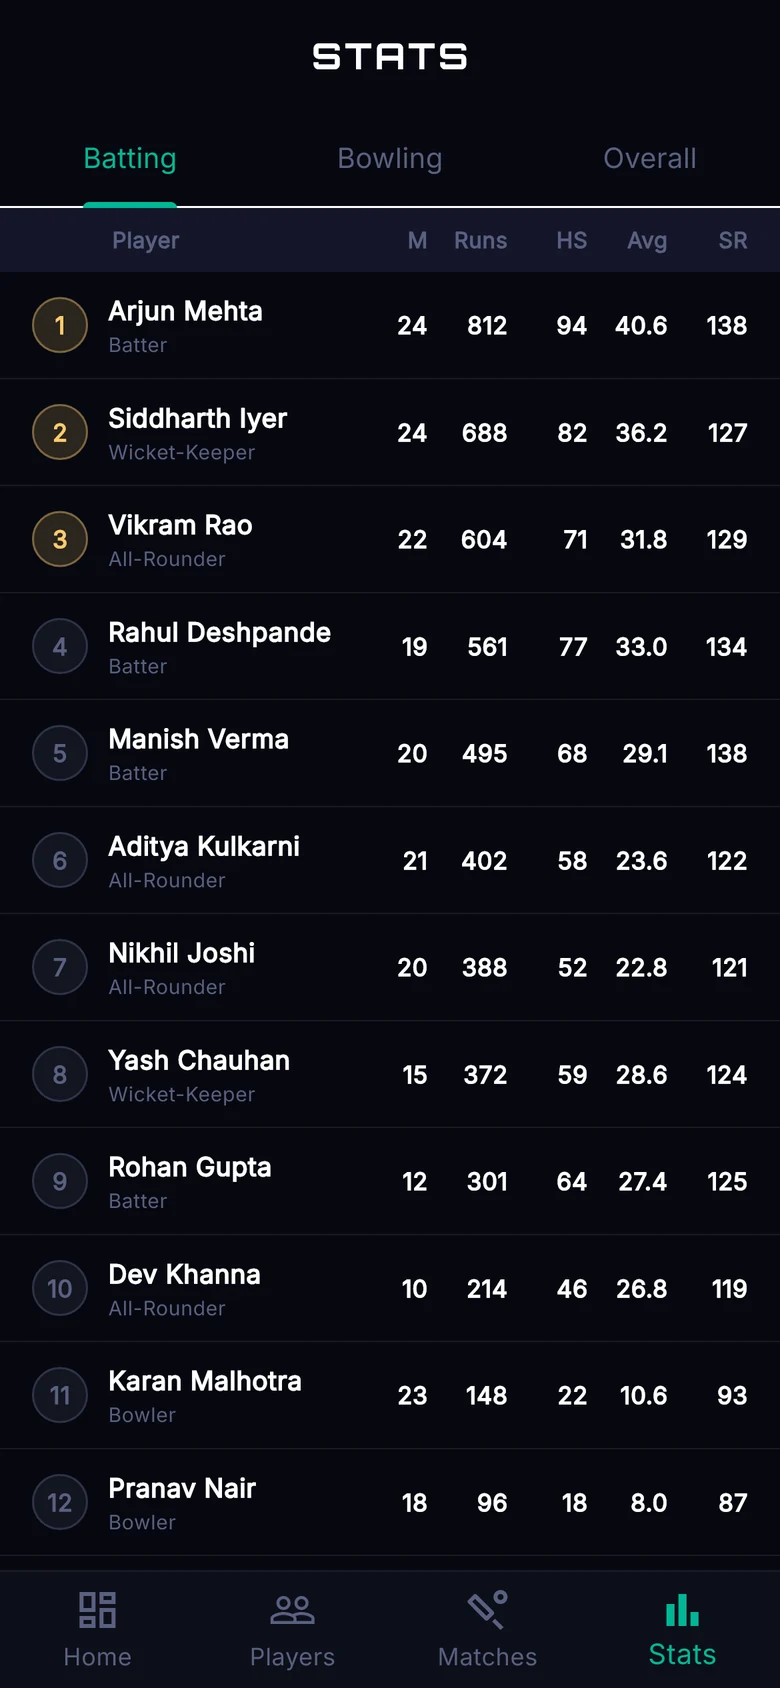 STATS
Batting Bowling Overall
Player M Runs HS Avg SR
1 Arjun Mehta 24 812 94 40.6 138
Batter
2 Siddharth Iyer 24 688 82 36.2 127
Wicket-Keeper
3 Vikram Rao 22 604 71 31.8 129
All-Rounder
4 Rahul Deshpande 19 561 77 33.0 134
Batter
5 Manish Verma 20 495 68 29.1 138
Batter
6 Aditya Kulkarni 21 402 58 23.6 122
All-Rounder
7 Nikhil Joshi 20 388 52 22.8 121
All-Rounder
8 Yash Chauhan 15 372 59 28.6 124
Wicket-Keeper
9 Rohan Gupta 12 301 64 27.4 125
Batter
10 Dev Khanna 10 214 46 26.8 119
All-Rounder
11 Karan Malhotra 23 148 22 10.6 93
Bowler
12 Pranav Nair 18 96 18 8.0 87
Bowler
Home Players Matches Stats